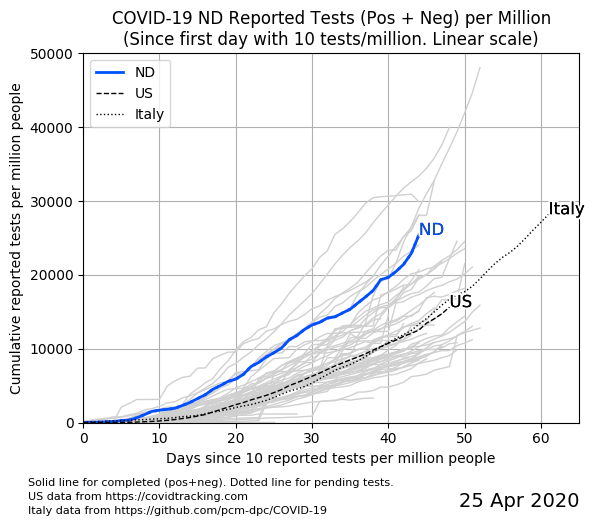 COVID-19 ND Reported Tests (Pos + Neg) per Million
(Since first day with 10 tests/million. Linear scale)
Cumulative reported tests per million people
50000
40000
30000
20000
10000
0
ND
US
Italy
Italy
ND
US
0 10 20 30 40 50 60
Days since 10 reported tests per million people
Solid line for completed (pos+neg). Dotted line for pending tests.
US data from https://covidtracking.com
Italy data from https://github.com/pcm-dpc/COVID-19
25 Apr 2020